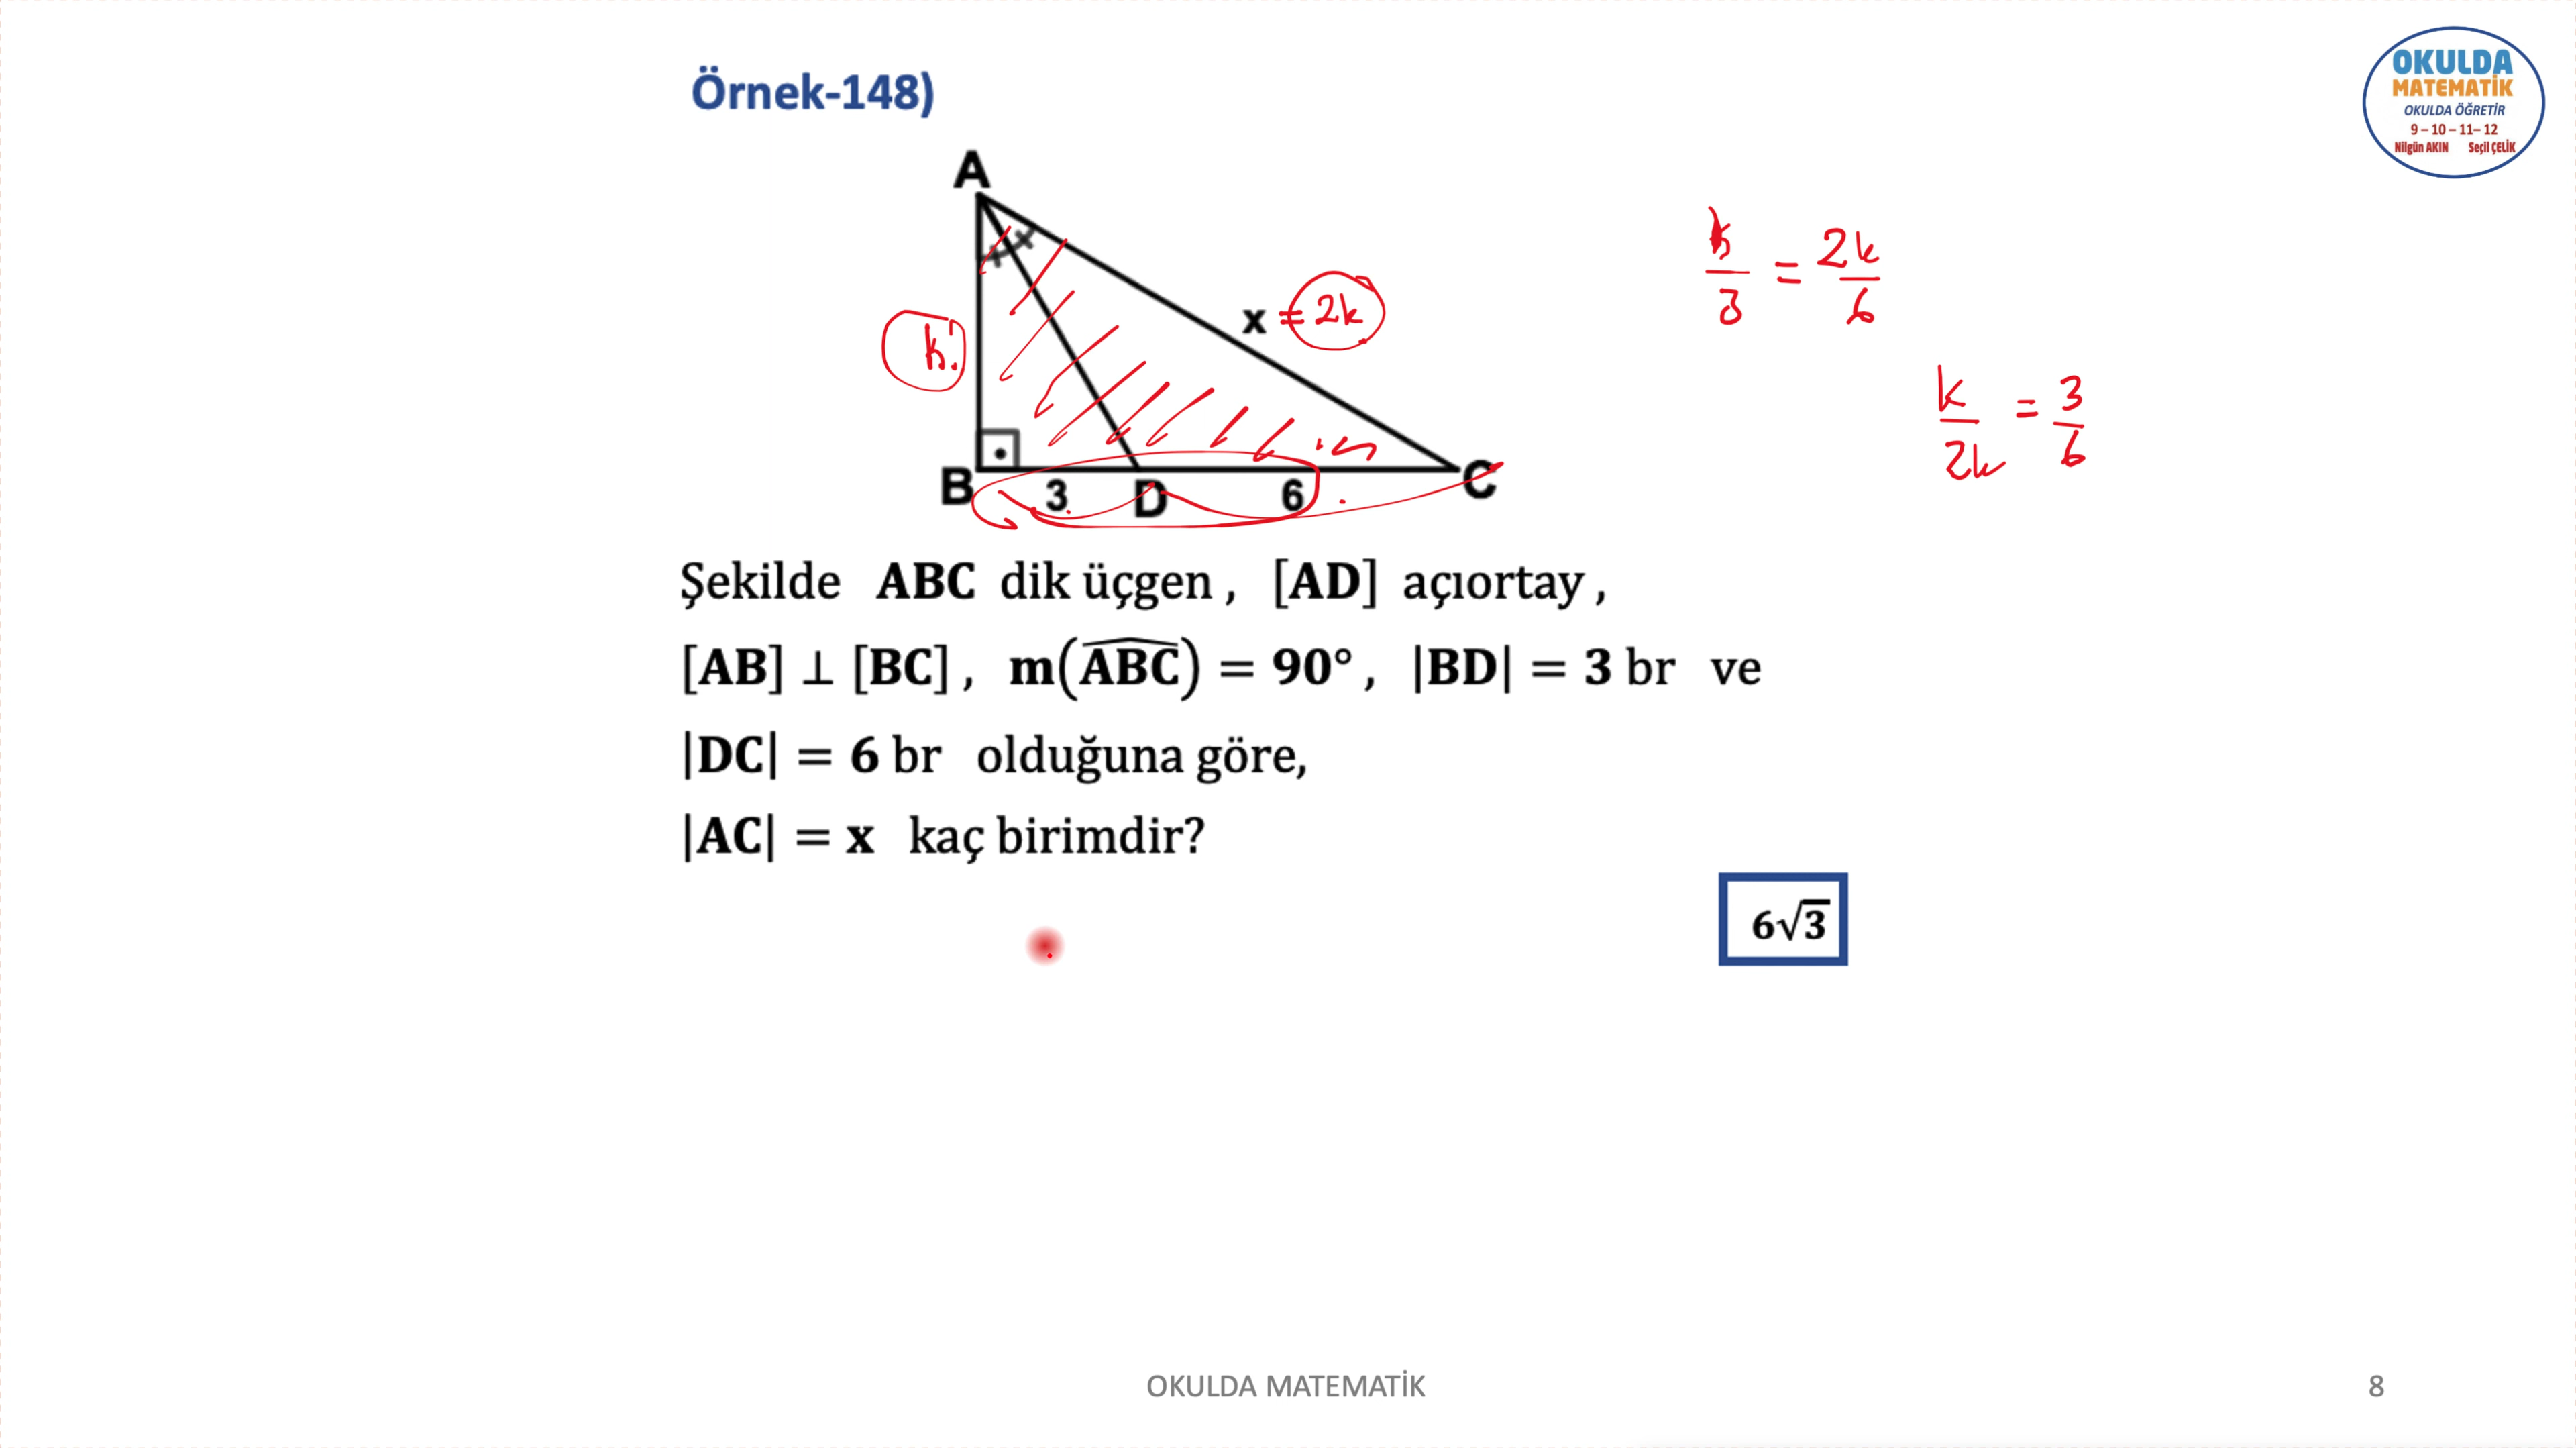 OKULDA
MATEMATİK
OKULDA ÖĞRETİR
9 – 10 – 11– 12
Nilgün AKIN Seçil ÇELİK
Örnek-148)
A
k
x = 2k
B 3 D 6 C
k/3 = 2k/6
k/2k = 3/6
Şekilde ABC dik üçgen , [AD] açıortay ,
[AB] ⊥ [BC] , m(ABC) = 90° , |BD| = 3 br ve
|DC| = 6 br olduğuna göre,
|AC| = x kaç birimdir?
6√3
OKULDA MATEMATİK
8